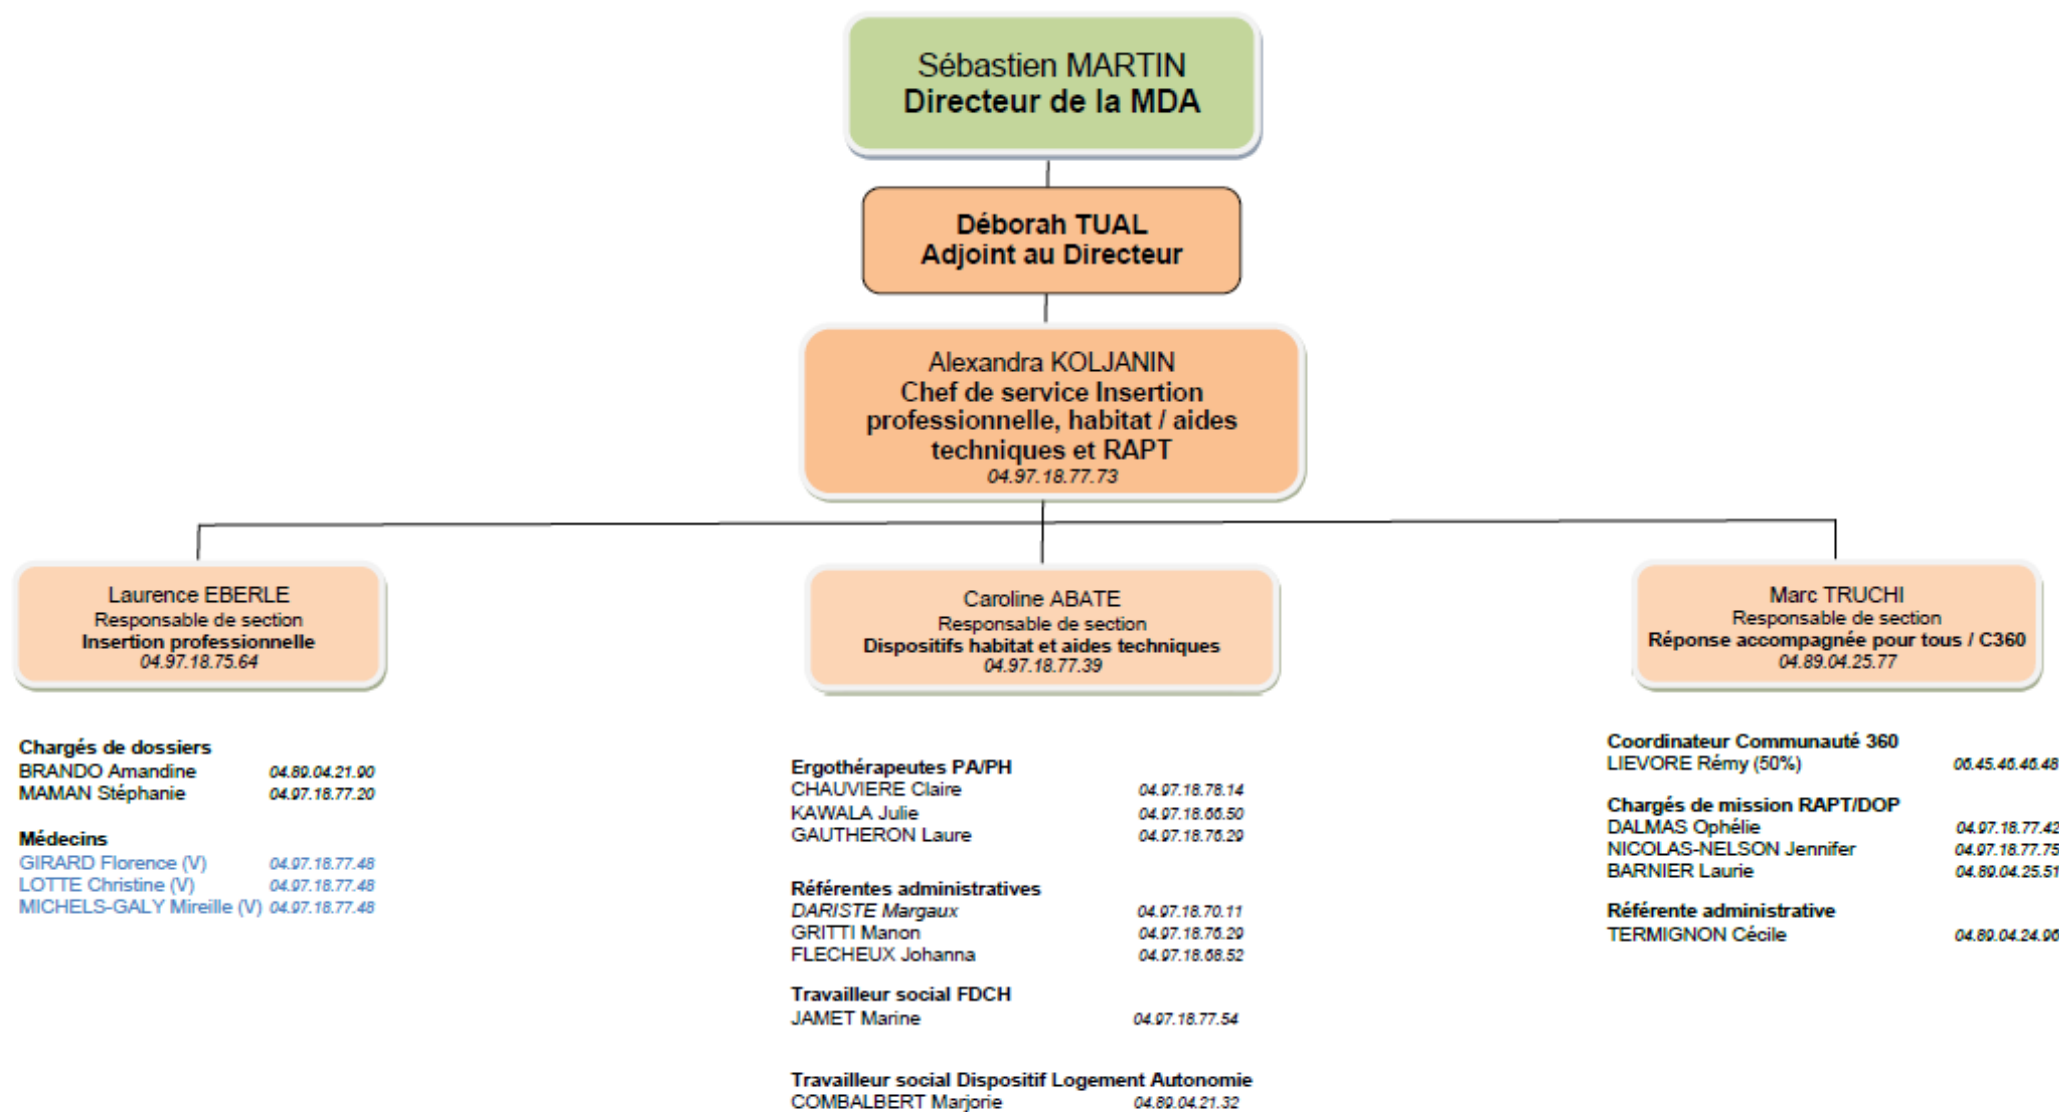 Sébastien MARTIN
Directeur de la MDA
Déborah TUAL
Adjoint au Directeur
Alexandra KOLJANIN
Chef de service Insertion
professionnelle, habitat / aides
techniques et RAPT
04.97.18.77.73
Laurence EBERLE
Responsable de section
Insertion professionnelle
04.97.18.75.64
Chargés de dossiers
BRANDO Amandine 04.89.04.21.90
MAMAN Stéphanie 04.97.18.77.20
Médecins
GIRARD Florence (V) 04.97.18.77.48
LOTTE Christine (V) 04.97.18.77.48
MICHELS-GALY Mireille (V) 04.97.18.77.48
Caroline ABATE
Responsable de section
Dispositifs habitat et aides techniques
04.97.18.77.39
Ergothérapeutes PA/PH
CHAUVIERE Claire 04.97.18.78.14
KAWALA Julie 04.97.18.66.50
GAUTHERON Laure 04.97.18.76.29
Référentes administratives
DARISTE Margaux 04.97.18.70.11
GRITTI Manon 04.97.18.76.29
FLECHEUX Johanna 04.97.18.68.52
Travailleur social FDCH
JAMET Marine 04.97.18.77.54
Travailleur social Dispositif Logement Autonomie
COMBALBERT Marjorie 04.89.04.21.32
Marc TRUCHI
Responsable de section
Réponse accompagnée pour tous / C360
04.89.04.25.77
Coordinateur Communauté 360
LIEVORE Rémy (50%) 06.45.46.46.48
Chargés de mission RAPT/DOP
DALMAS Ophélie 04.97.18.77.42
NICOLAS-NELSON Jennifer 04.97.18.77.75
BARNIER Laurie 04.89.04.25.51
Référente administrative
TERMIGNON Cécile 04.89.04.24.96